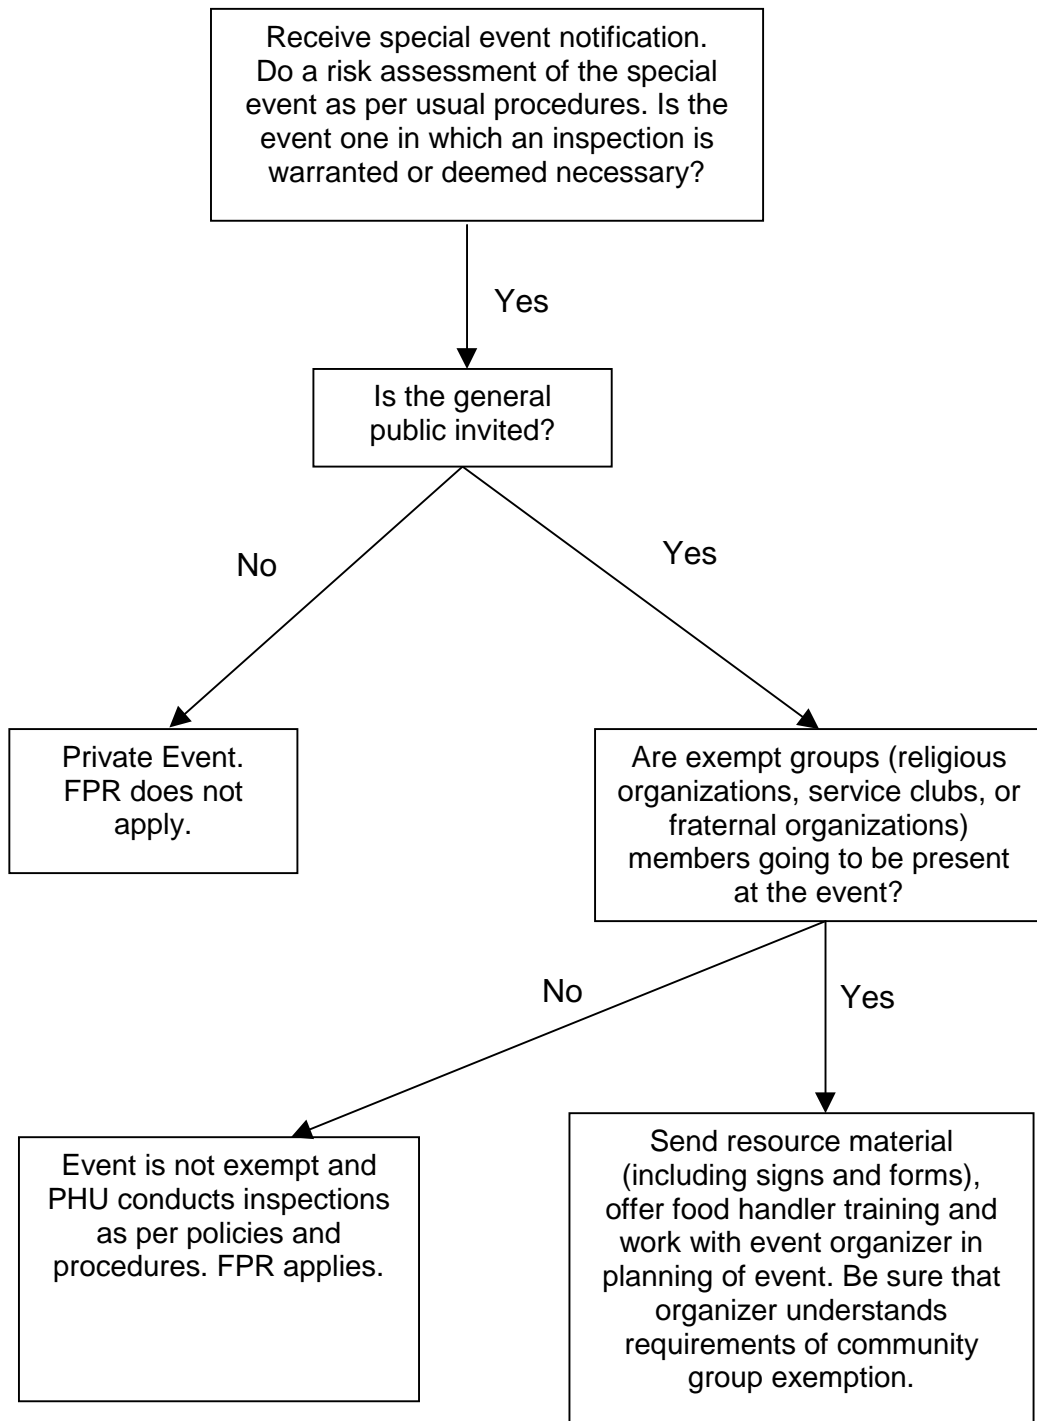 Receive special event notification.
Do a risk assessment of the special
event as per usual procedures. Is the
event one in which an inspection is
warranted or deemed necessary?
Yes
Is the general
public invited?
No
Yes
Private Event.
FPR does not
apply.
Are exempt groups (religious
organizations, service clubs, or
fraternal organizations)
members going to be present
at the event?
No
Yes
Event is not exempt and
PHU conducts inspections
as per policies and
procedures. FPR applies.
Send resource material
(including signs and forms),
offer food handler training and
work with event organizer in
planning of event. Be sure that
organizer understands
requirements of community
group exemption.